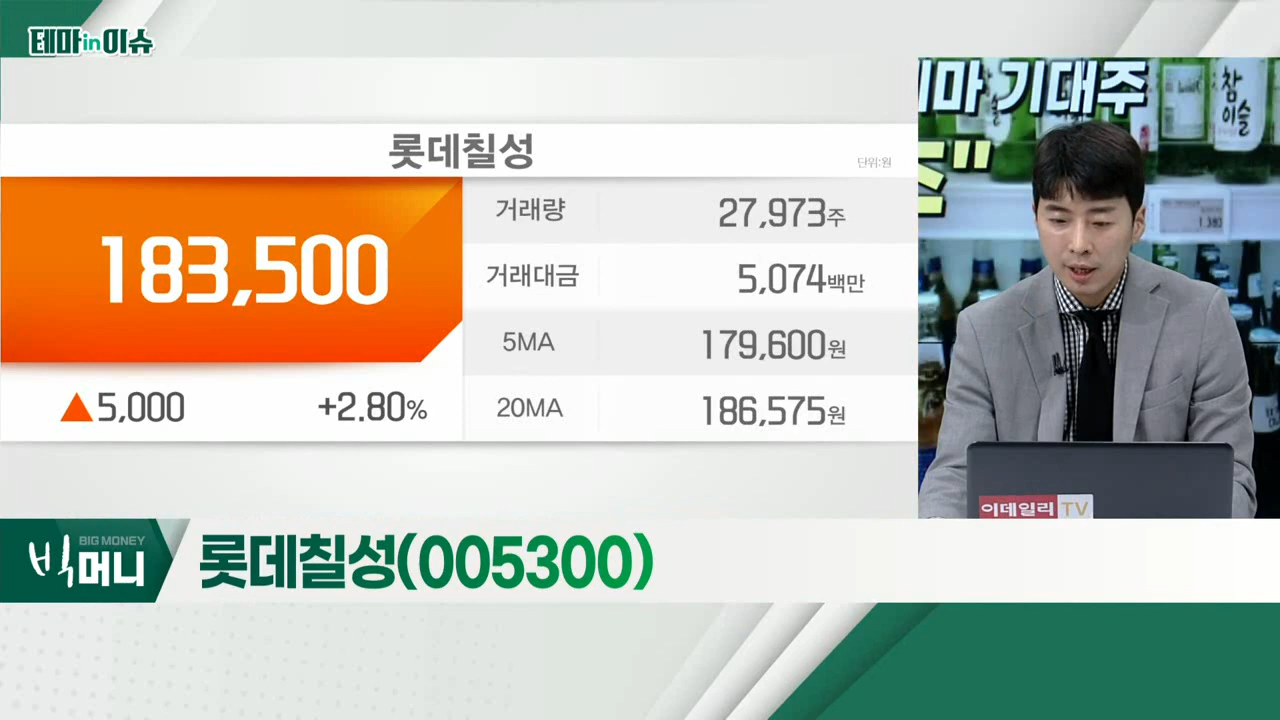 테마in이슈
테마 기대주
참이슬
롯데칠성
단위:원
183,500
▲5,000 +2.80%
거래량 27,973주
거래대금 5,074백만
5MA 179,600원
20MA 186,575원
이데일리 TV
BIG MONEY
빅머니
롯데칠성(005300)